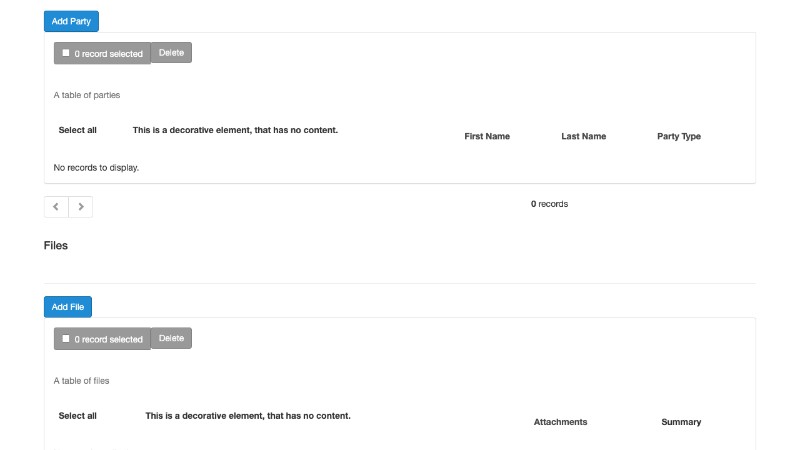 Add Party
0 record selected Delete
A table of parties
Select all This is a decorative element, that has no content. First Name Last Name Party Type
No records to display.
0 records
Files
Add File
0 record selected Delete
A table of files
Select all This is a decorative element, that has no content. Attachments Summary